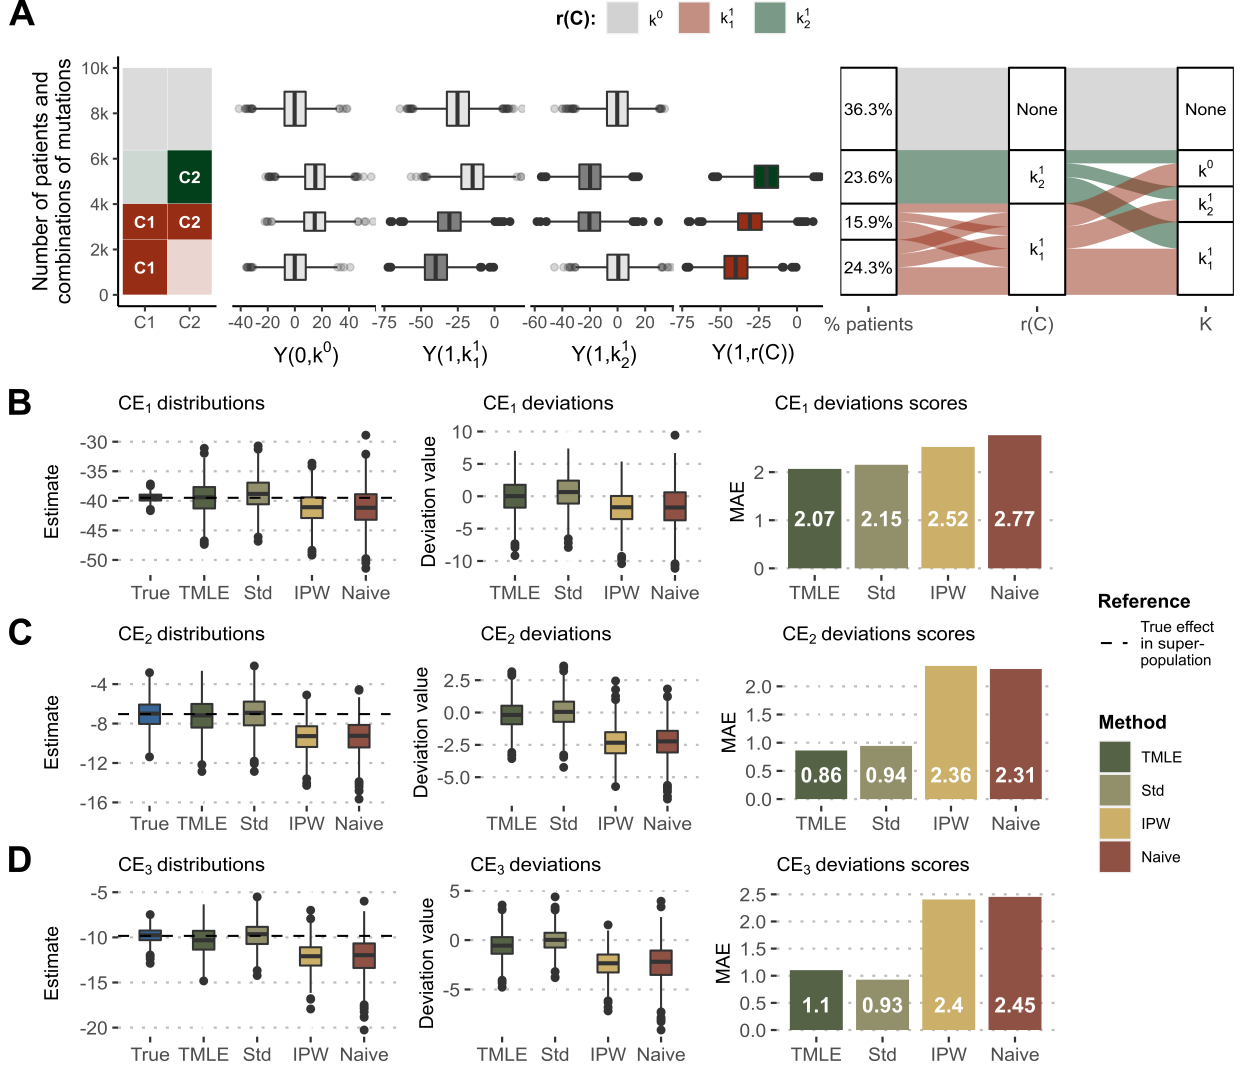 A
r(C): k⁰ k₁¹ k₂¹
Number of patients and
combinations of mutations
10k
8k
6k
4k
2k
0
C2
C1 C2
C1
C1 C2
-40 -20 0 20 40
Y(0,k⁰)
-75 -50 -25 0
Y(1,k₁¹)
-60 -40 -20 0 20
Y(1,k₂¹)
-75 -50 -25 0
Y(1,r(C))
36.3%
23.6%
15.9%
24.3%
None
k₂¹
k₁¹
None
k⁰
k₂¹
k₁¹
% patients r(C) K
B
CE₁ distributions
Estimate
-30
-35
-40
-45
-50
True TMLE Std IPW Naive
CE₁ deviations
Deviation value
10
5
0
-5
-10
TMLE Std IPW Naive
CE₁ deviations scores
MAE
2
1
0
2.07 2.15 2.52 2.77
TMLE Std IPW Naive
C
CE₂ distributions
Estimate
-4
-8
-12
-16
True TMLE Std IPW Naive
CE₂ deviations
Deviation value
2.5
0.0
-2.5
-5.0
TMLE Std IPW Naive
CE₂ deviations scores
MAE
2.0
1.5
1.0
0.5
0.0
0.86 0.94 2.36 2.31
TMLE Std IPW Naive
D
CE₃ distributions
Estimate
-5
-10
-15
-20
True TMLE Std IPW Naive
CE₃ deviations
Deviation value
5
0
-5
TMLE Std IPW Naive
CE₃ deviations scores
MAE
2.5
2.0
1.5
1.0
0.5
0.0
1.1 0.93 2.4 2.45
TMLE Std IPW Naive
Reference
True effect
in super-
population
Method
TMLE
Std
IPW
Naive